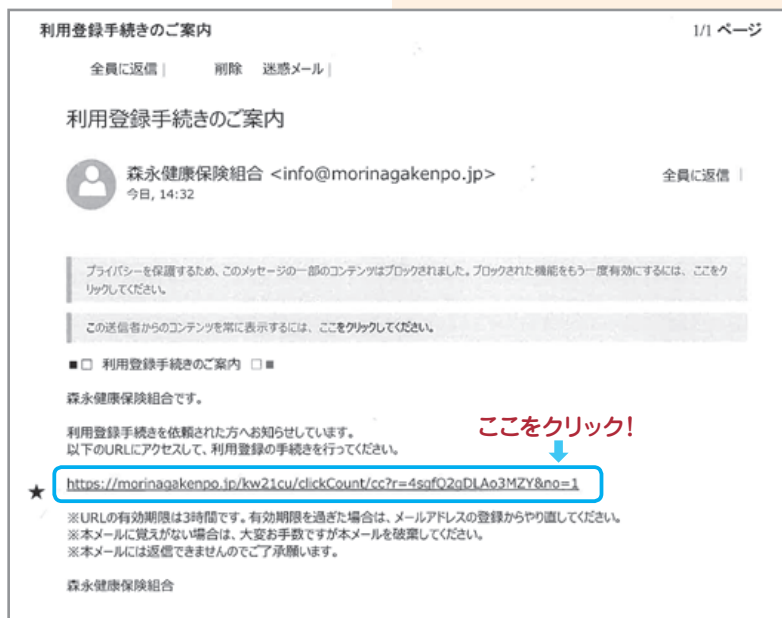 利用登録手続きのご案内 1/1 ページ
全員に返信 | 削除 迷惑メール |
利用登録手続きのご案内
森永健康保険組合 <info@morinagakenpo.jp> 全員に返信 |
今日, 14:32
プライバシーを保護するため、このメッセージの一部のコンテンツはブロックされました。ブロックされた機能をもう一度有効にするには、ここをク
リックしてください。
この送信者からのコンテンツを常に表示するには、ここをクリックしてください。
■□ 利用登録手続きのご案内 □■
森永健康保険組合です。
利用登録手続きを依頼された方へお知らせしています。
以下のURLにアクセスして、利用登録の手続きを行ってください。
ここをクリック!
★ https://morinagakenpo.jp/kw21cu/clickCount/cc?r=4sgfQ2gDLAo3MZY&no=1
※URLの有効期限は3時間です。有効期限を過ぎた場合は、メールアドレスの登録からやり直してください。
※本メールに覚えがない場合は、大変お手数ですが本メールを破棄してください。
※本メールには返信できませんのでご了承願います。
森永健康保険組合